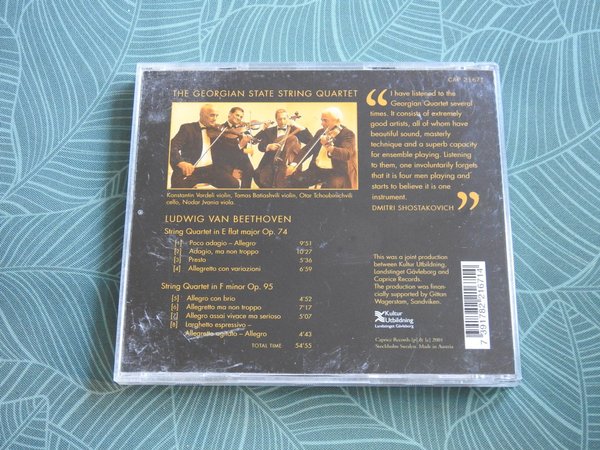 CAP 21671
THE GEORGIAN STATE STRING QUARTET
Konstantin Vardeli violin, Tamas Batiashvili violin, Otar Tchoubinichvili
cello, Nodar Jvania viola.
“ I have listened to the
Georgian Quartet several
times. It consists of extremely
good artists, all of whom have
beautiful sound, masterly
technique and a superb capacity
for ensemble playing. Listening
to them, one involuntarily forgets
that it is four men playing and
starts to believe it is one
instrument.
DMITRI SHOSTAKOVICH ”
LUDWIG VAN BEETHOVEN
String Quartet in E flat major Op. 74
[1] Poco adagio – Allegro 9'51
[2] Adagio, ma non troppo 10'27
[3] Presto 5'36
[4] Allegretto con variazioni 6'59
String Quartet in F minor Op. 95
[5] Allegro con brio 4'52
[6] Allegretto ma non troppo 7'17
[7] Allegro assai vivace ma serioso 5'07
[8] Larghetto espressivo –
Allegretto agitato – Allegro 4'43
TOTAL TIME: 54'55
This was a joint production
between Kultur Utbildning,
Landstinget Gävleborg and
Caprice Records.
The production was finan-
cially supported by Gittan
Wagerstam, Sandviken.
Kultur
Utbildning
Landstinget Gävleborg
Caprice Records [p] & [c] 2001
Stockholm Sweden. Made in Austria
7 391782 216714